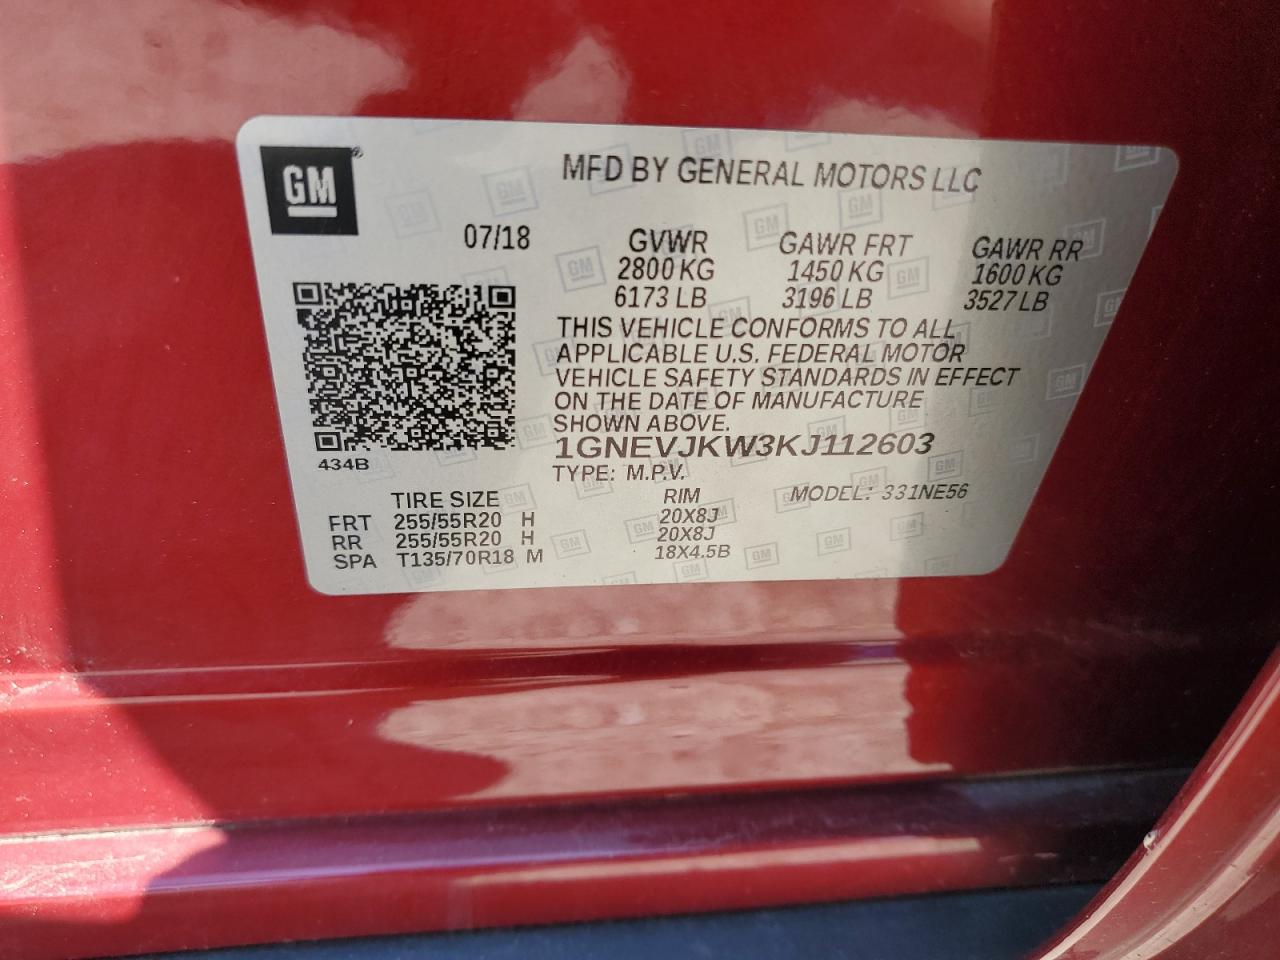 GM®
MFD BY GENERAL MOTORS LLC
07/18 GVWR GAWR FRT GAWR RR
2800 KG 1450 KG 1600 KG
6173 LB 3196 LB 3527 LB
THIS VEHICLE CONFORMS TO ALL
APPLICABLE U.S. FEDERAL MOTOR
VEHICLE SAFETY STANDARDS IN EFFECT
ON THE DATE OF MANUFACTURE
SHOWN ABOVE.
1GNEVJKW3KJ112603
434B
TYPE: M.P.V.
TIRE SIZE RIM MODEL: 331NE56
FRT 255/55R20 H 20X8J
RR 255/55R20 H 20X8J
SPA T135/70R18 M 18X4.5B